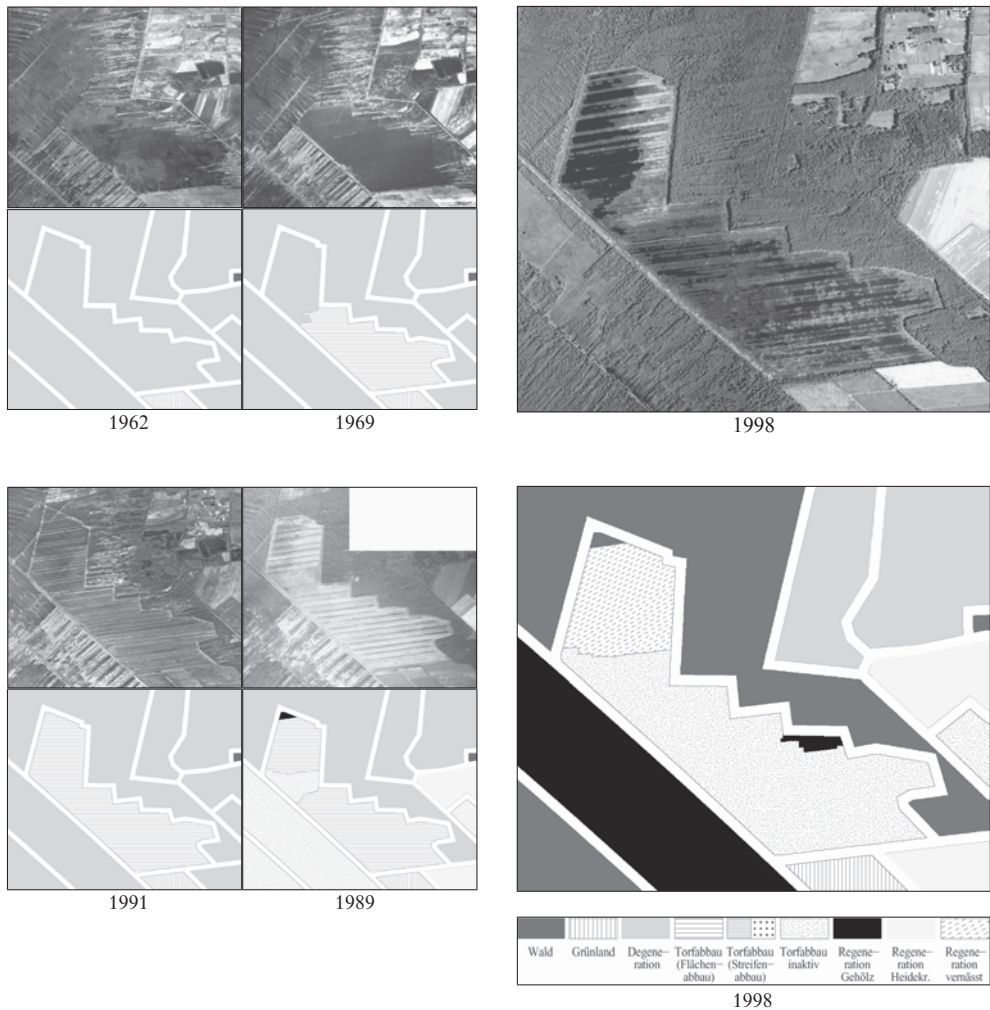 1962
1969
1998
1991
1989
Wald
Grünland
Degene–
ration
Torfabbau
(Flächen–
abbau)
Torfabbau
(Streifen–
abbau)
Torfabbau
inaktiv
Regene–
ration
Gehölz
Regene–
ration
Heidekr.
Regene–
ration
vernässt
1998